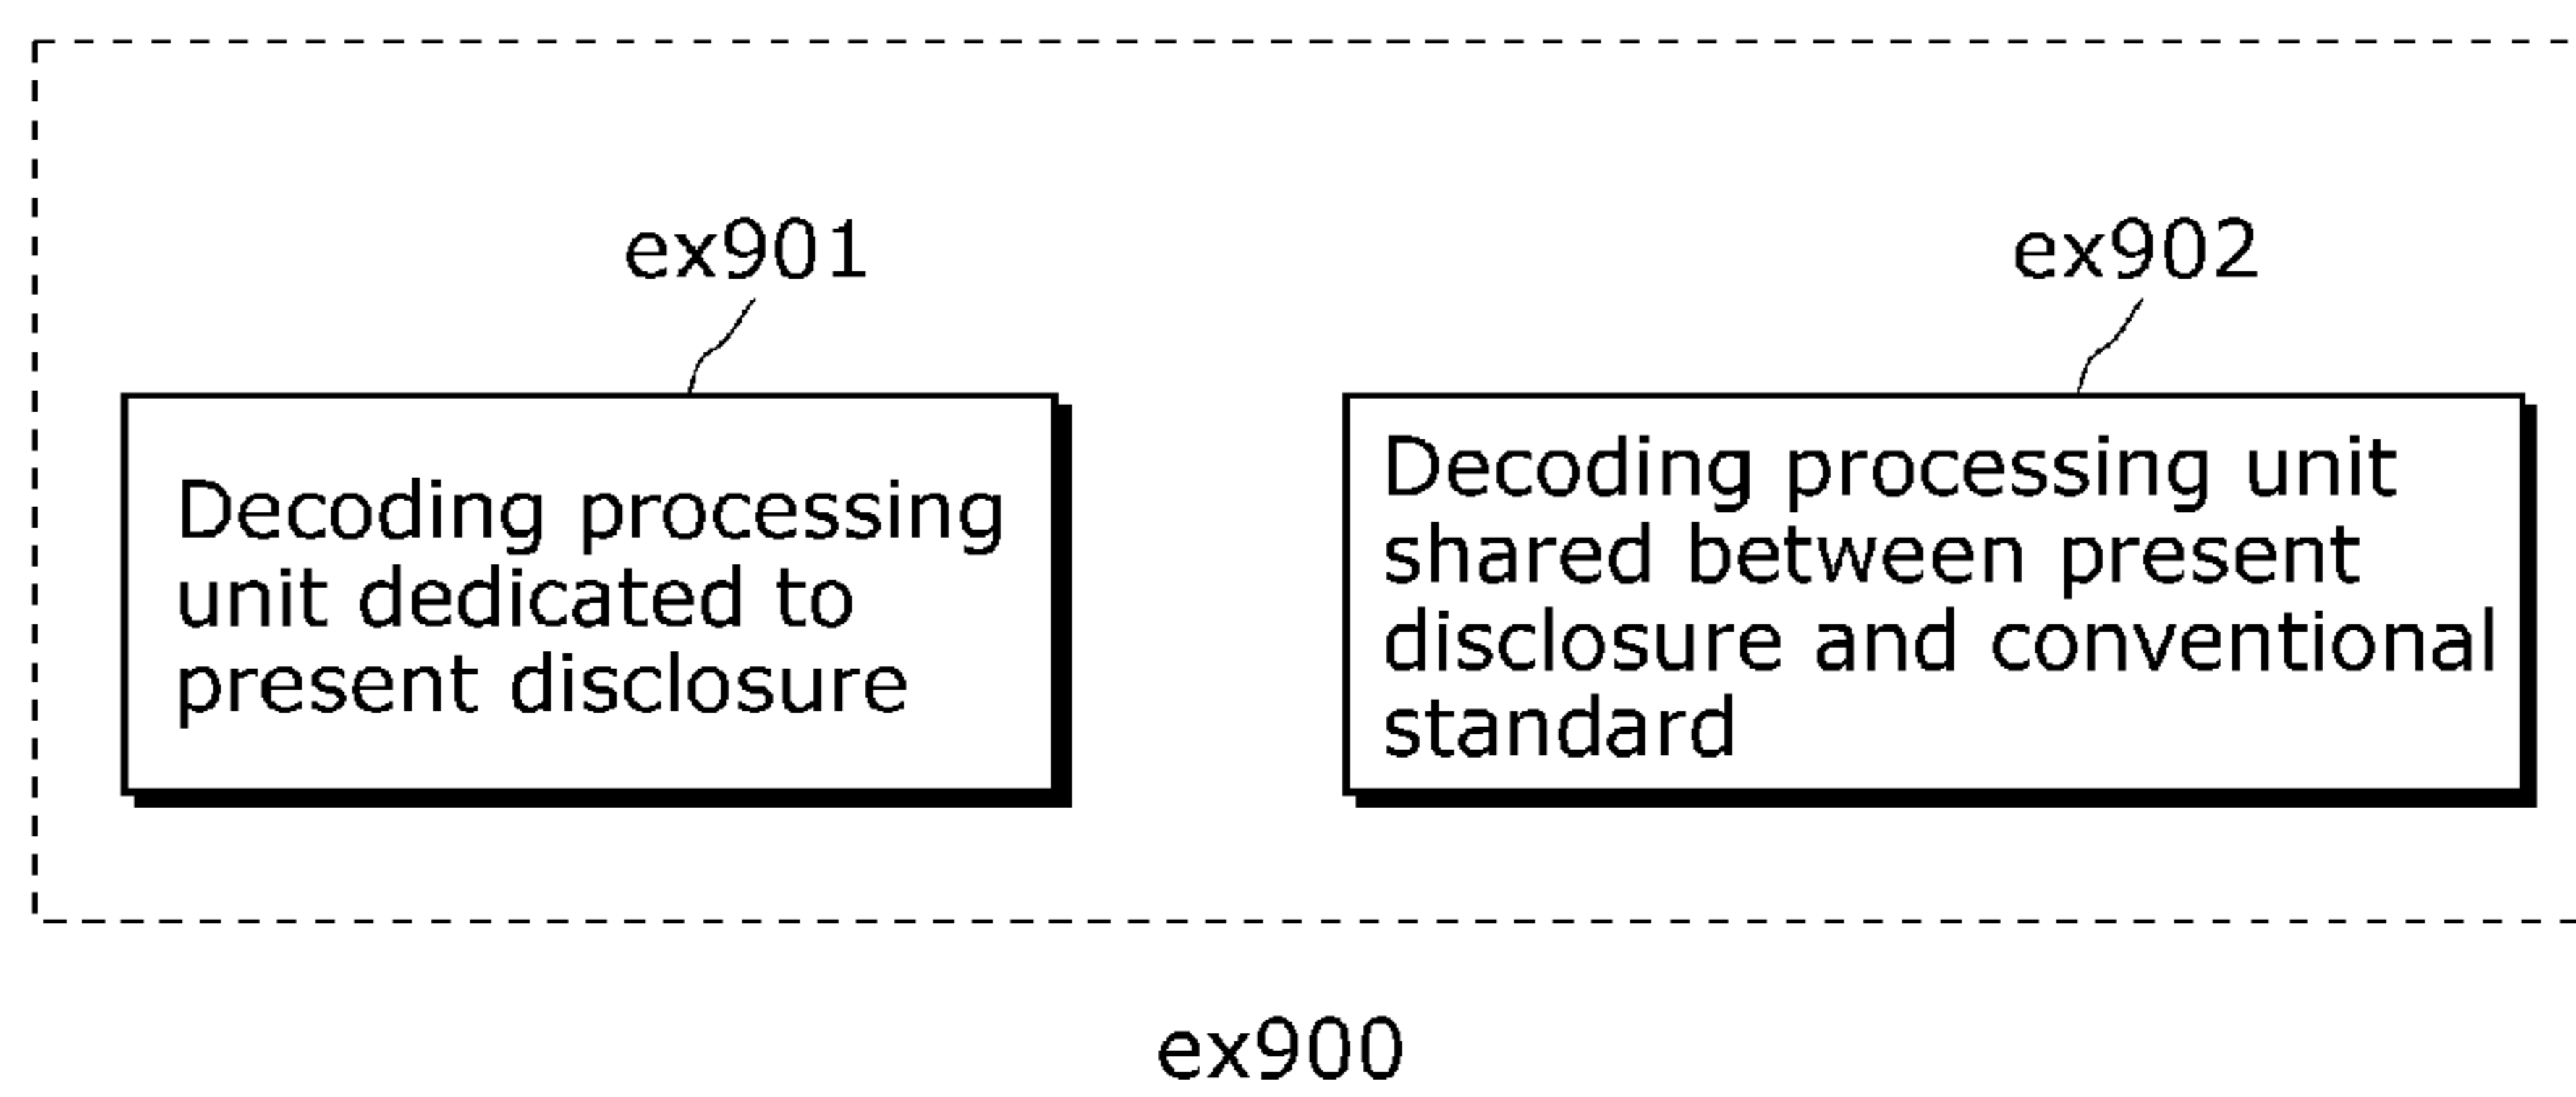 ex901
ex902
Decoding processing
unit dedicated to
present disclosure
Decoding processing unit
shared between present
disclosure and conventional
standard
ex900